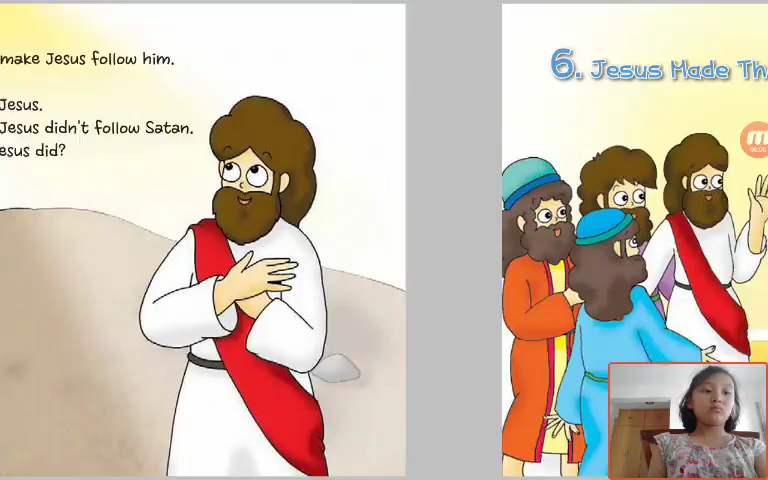 make Jesus follow him.
Jesus.
Jesus didn't follow Satan.
esus did?
6. Jesus Made Th